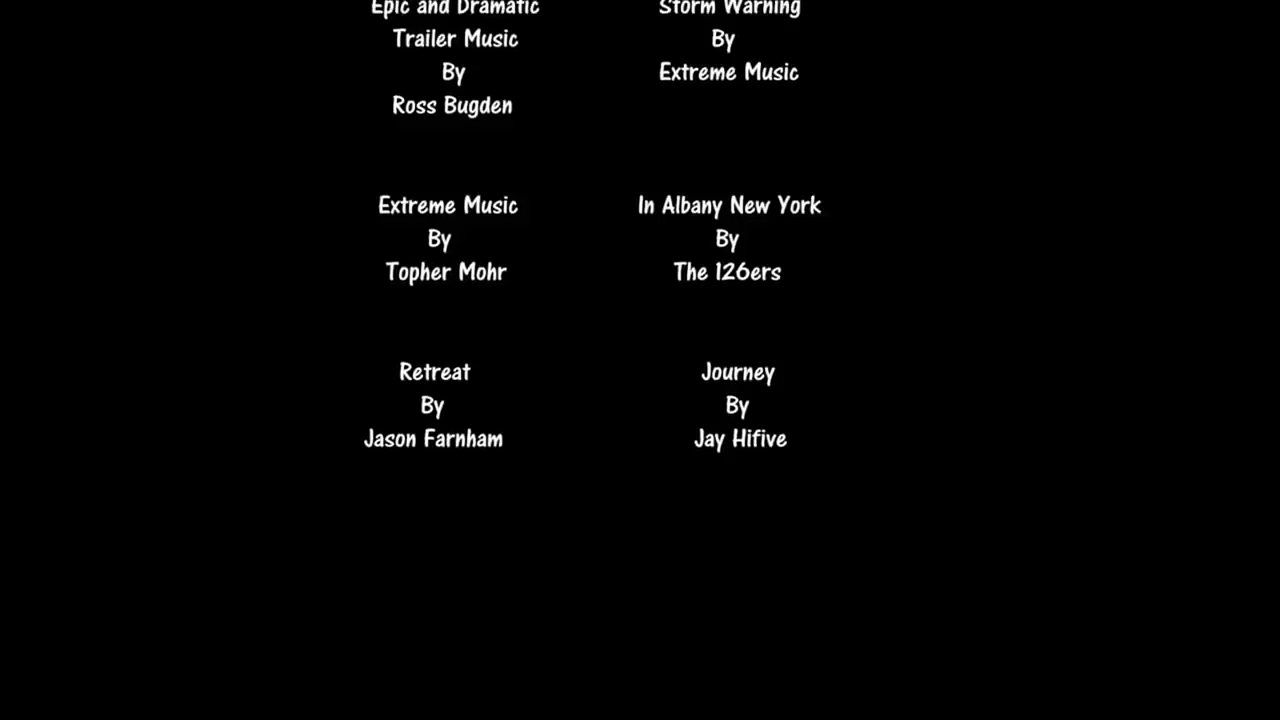 Epic and Dramatic
Trailer Music
By
Ross Bugden
Storm Warning
By
Extreme Music
Extreme Music
By
Topher Mohr
In Albany New York
By
The 126ers
Retreat
By
Jason Farnham
Journey
By
Jay Hifive